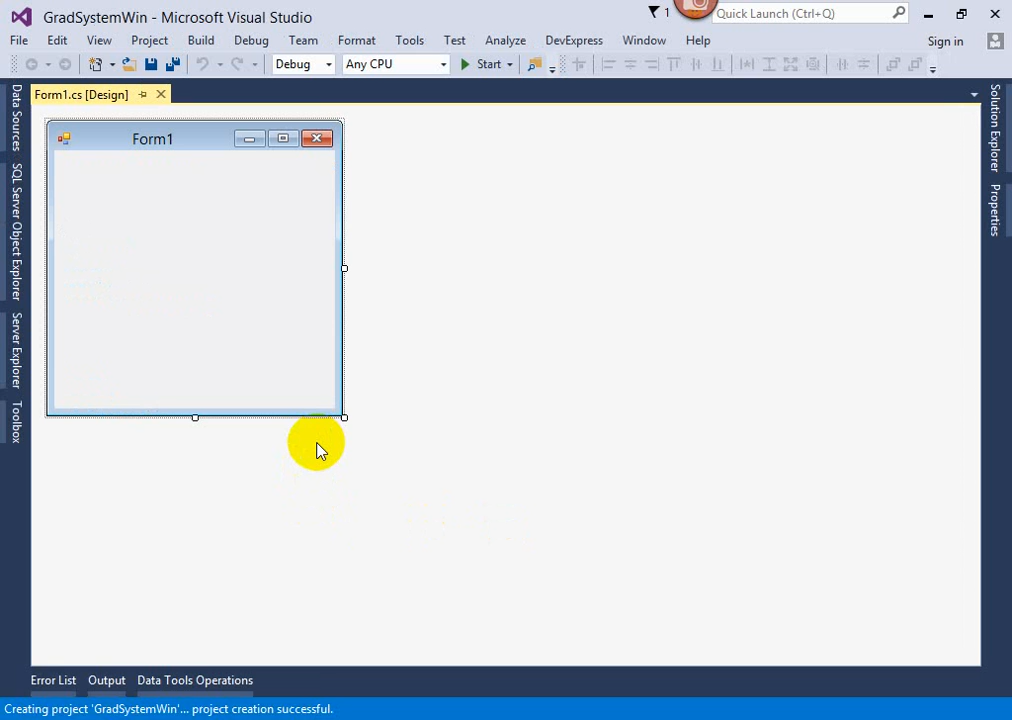 GradSystemWin - Microsoft Visual Studio
1
Quick Launch (Ctrl+Q)
File Edit View Project Build Debug Team Format Tools Test Analyze DevExpress Window Help
Sign in
Debug Any CPU Start
Form1.cs [Design]
Form1
Data Sources
SQL Server Object Explorer
Server Explorer
Toolbox
Solution Explorer
Properties
Error List Output Data Tools Operations
Creating project 'GradSystemWin'... project creation successful.